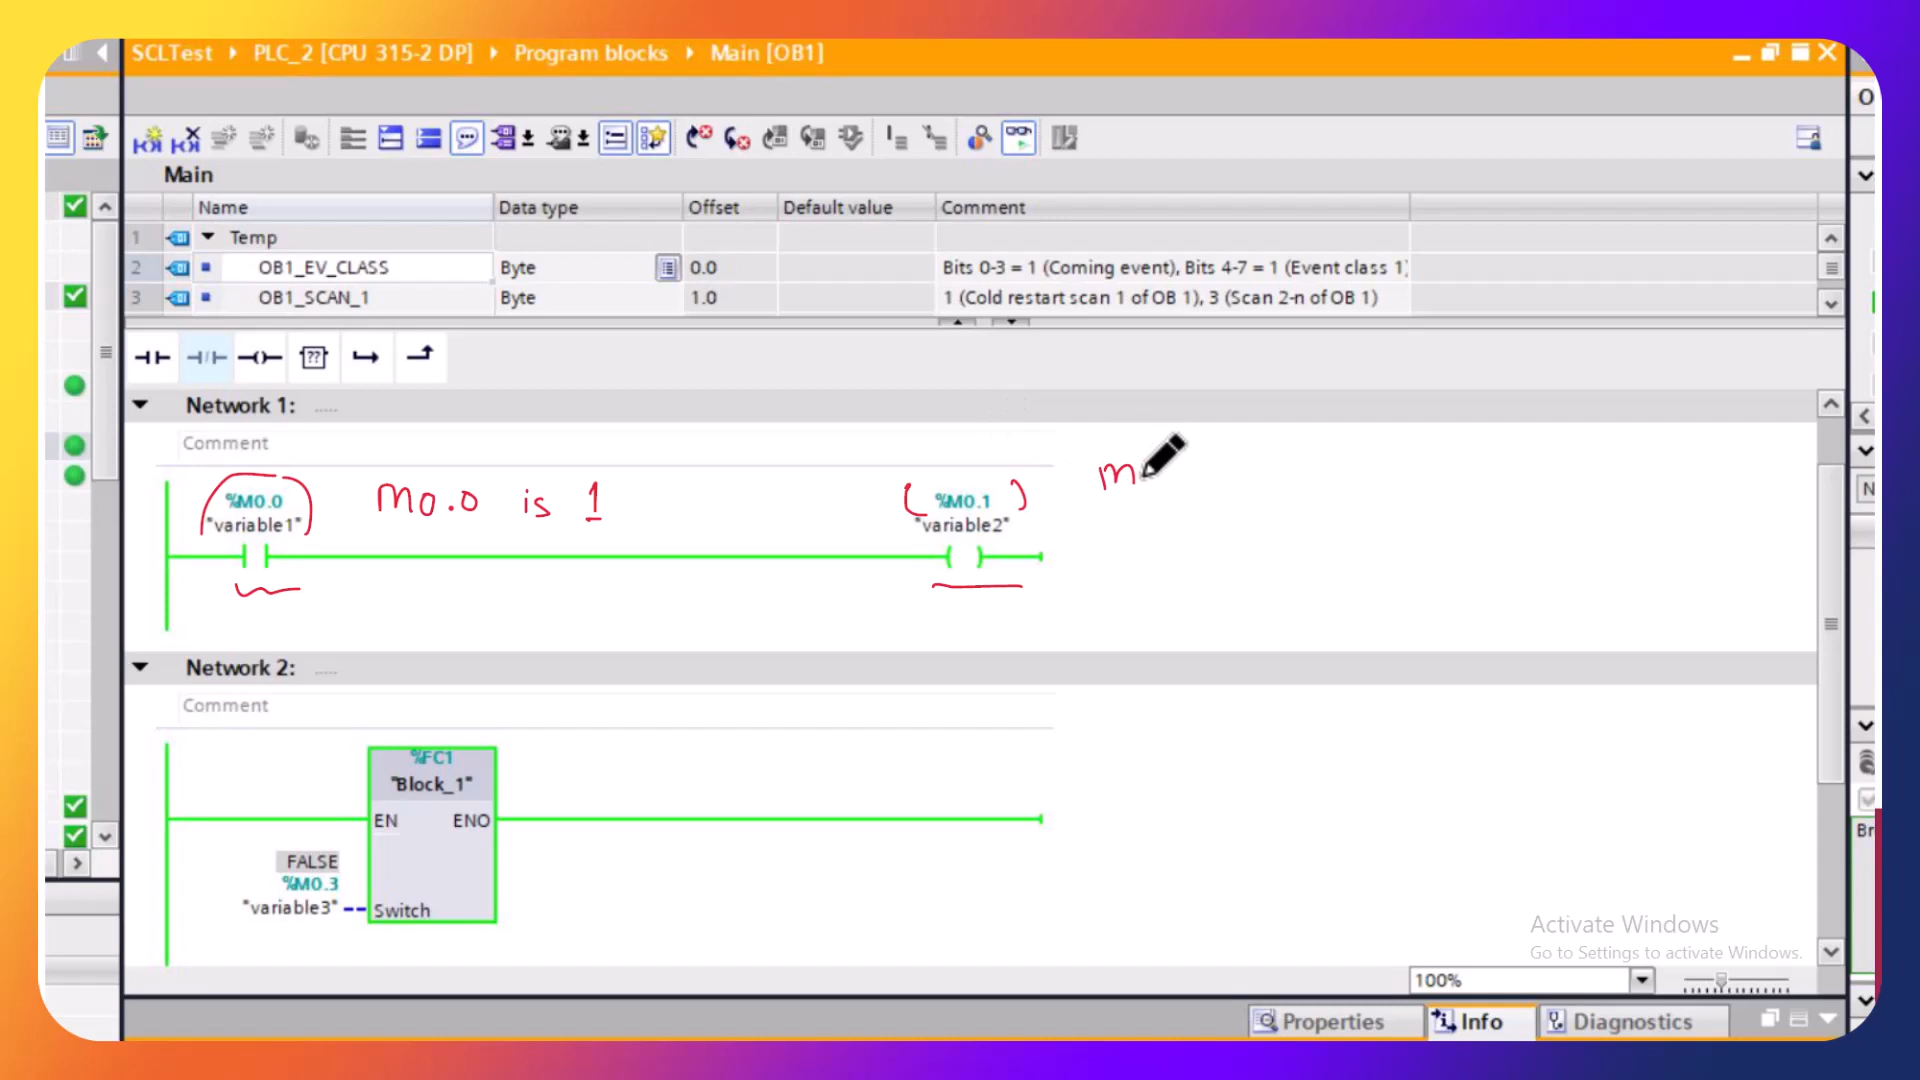 SCLTest ▸ PLC_2 [CPU 315-2 DP] ▸ Program blocks ▸ Main [OB1]
Main
Name Data type Offset Default value Comment
1 Temp
2 OB1_EV_CLASS Byte 0.0 Bits 0-3 = 1 (Coming event), Bits 4-7 = 1 (Event class 1)
3 OB1_SCAN_1 Byte 1.0 1 (Cold restart scan 1 of OB 1), 3 (Scan 2-n of OB 1)
??
Network 1: .....
Comment
%M0.0
"variable1"
M0.0 is 1
%M0.1
"variable2"
m
Network 2: .....
Comment
%FC1
"Block_1"
EN ENO
FALSE
%M0.3
"variable3"
Switch
Activate Windows
Go to Settings to activate Windows.
100%
Properties Info Diagnostics
O
N
Br